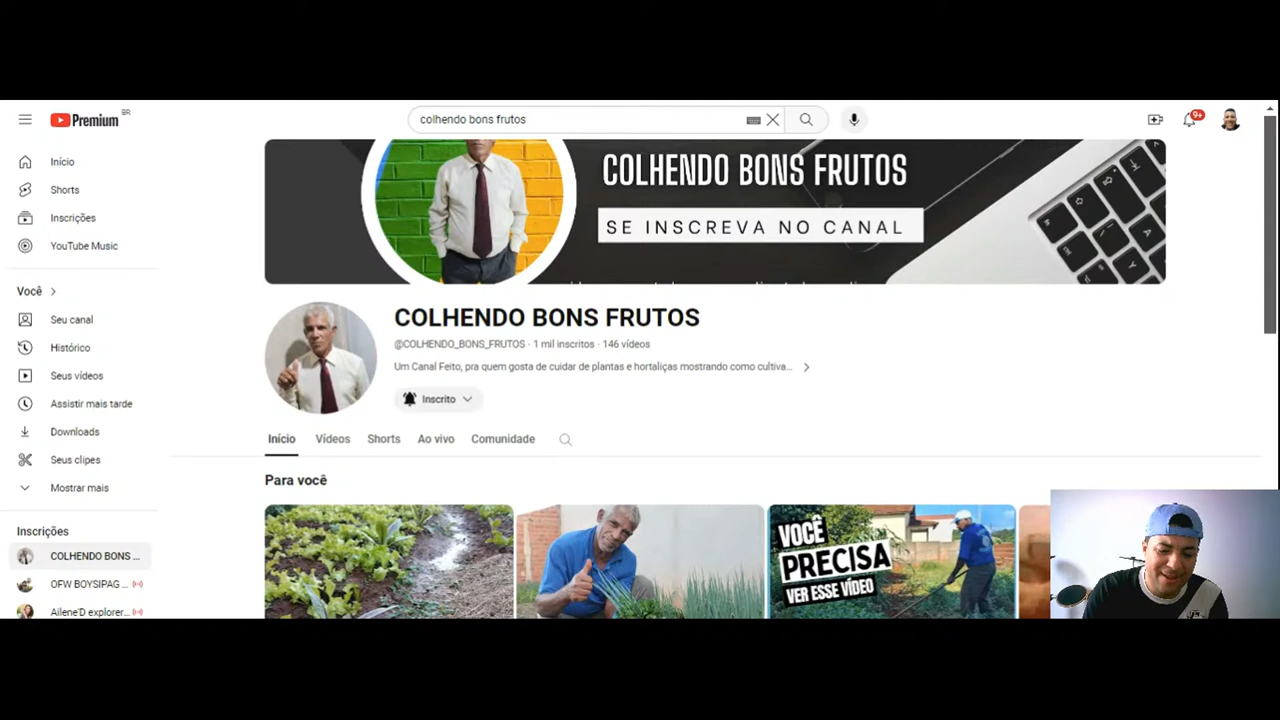 Premium BR
colhendo bons frutos
9+
Início
Shorts
Inscrições
YouTube Music
Você
Seu canal
Histórico
Seus vídeos
Assistir mais tarde
Downloads
Seus clipes
Mostrar mais
Inscrições
COLHENDO BONS ...
OFW BOYSIPAG ...
Ailene'D explorer...
COLHENDO BONS FRUTOS
SE INSCREVA NO CANAL
COLHENDO BONS FRUTOS
@COLHENDO_BONS_FRUTOS · 1 mil inscritos · 146 vídeos
Um Canal Feito, pra quem gosta de cuidar de plantas e hortaliças mostrando como cultiva...
Inscrito
Início Vídeos Shorts Ao vivo Comunidade
Para você
VOCÊ
PRECISA
VER ESSE VÍDEO